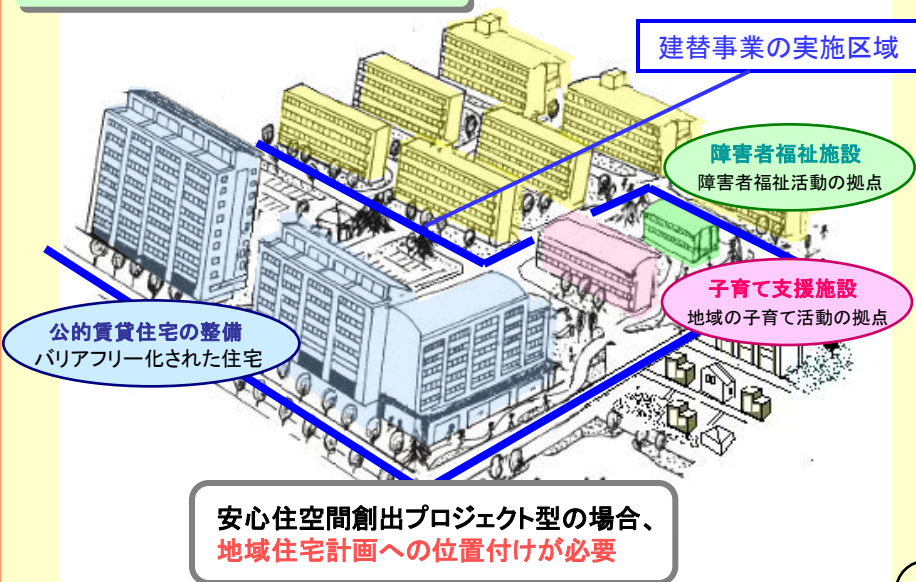 建替事業の実施区域
障害者福祉施設
障害者福祉活動の拠点
子育て支援施設
地域の子育て活動の拠点
公的賃貸住宅の整備
バリアフリー化された住宅
安心住空間創出プロジェクト型の場合、
地域住宅計画への位置付けが必要